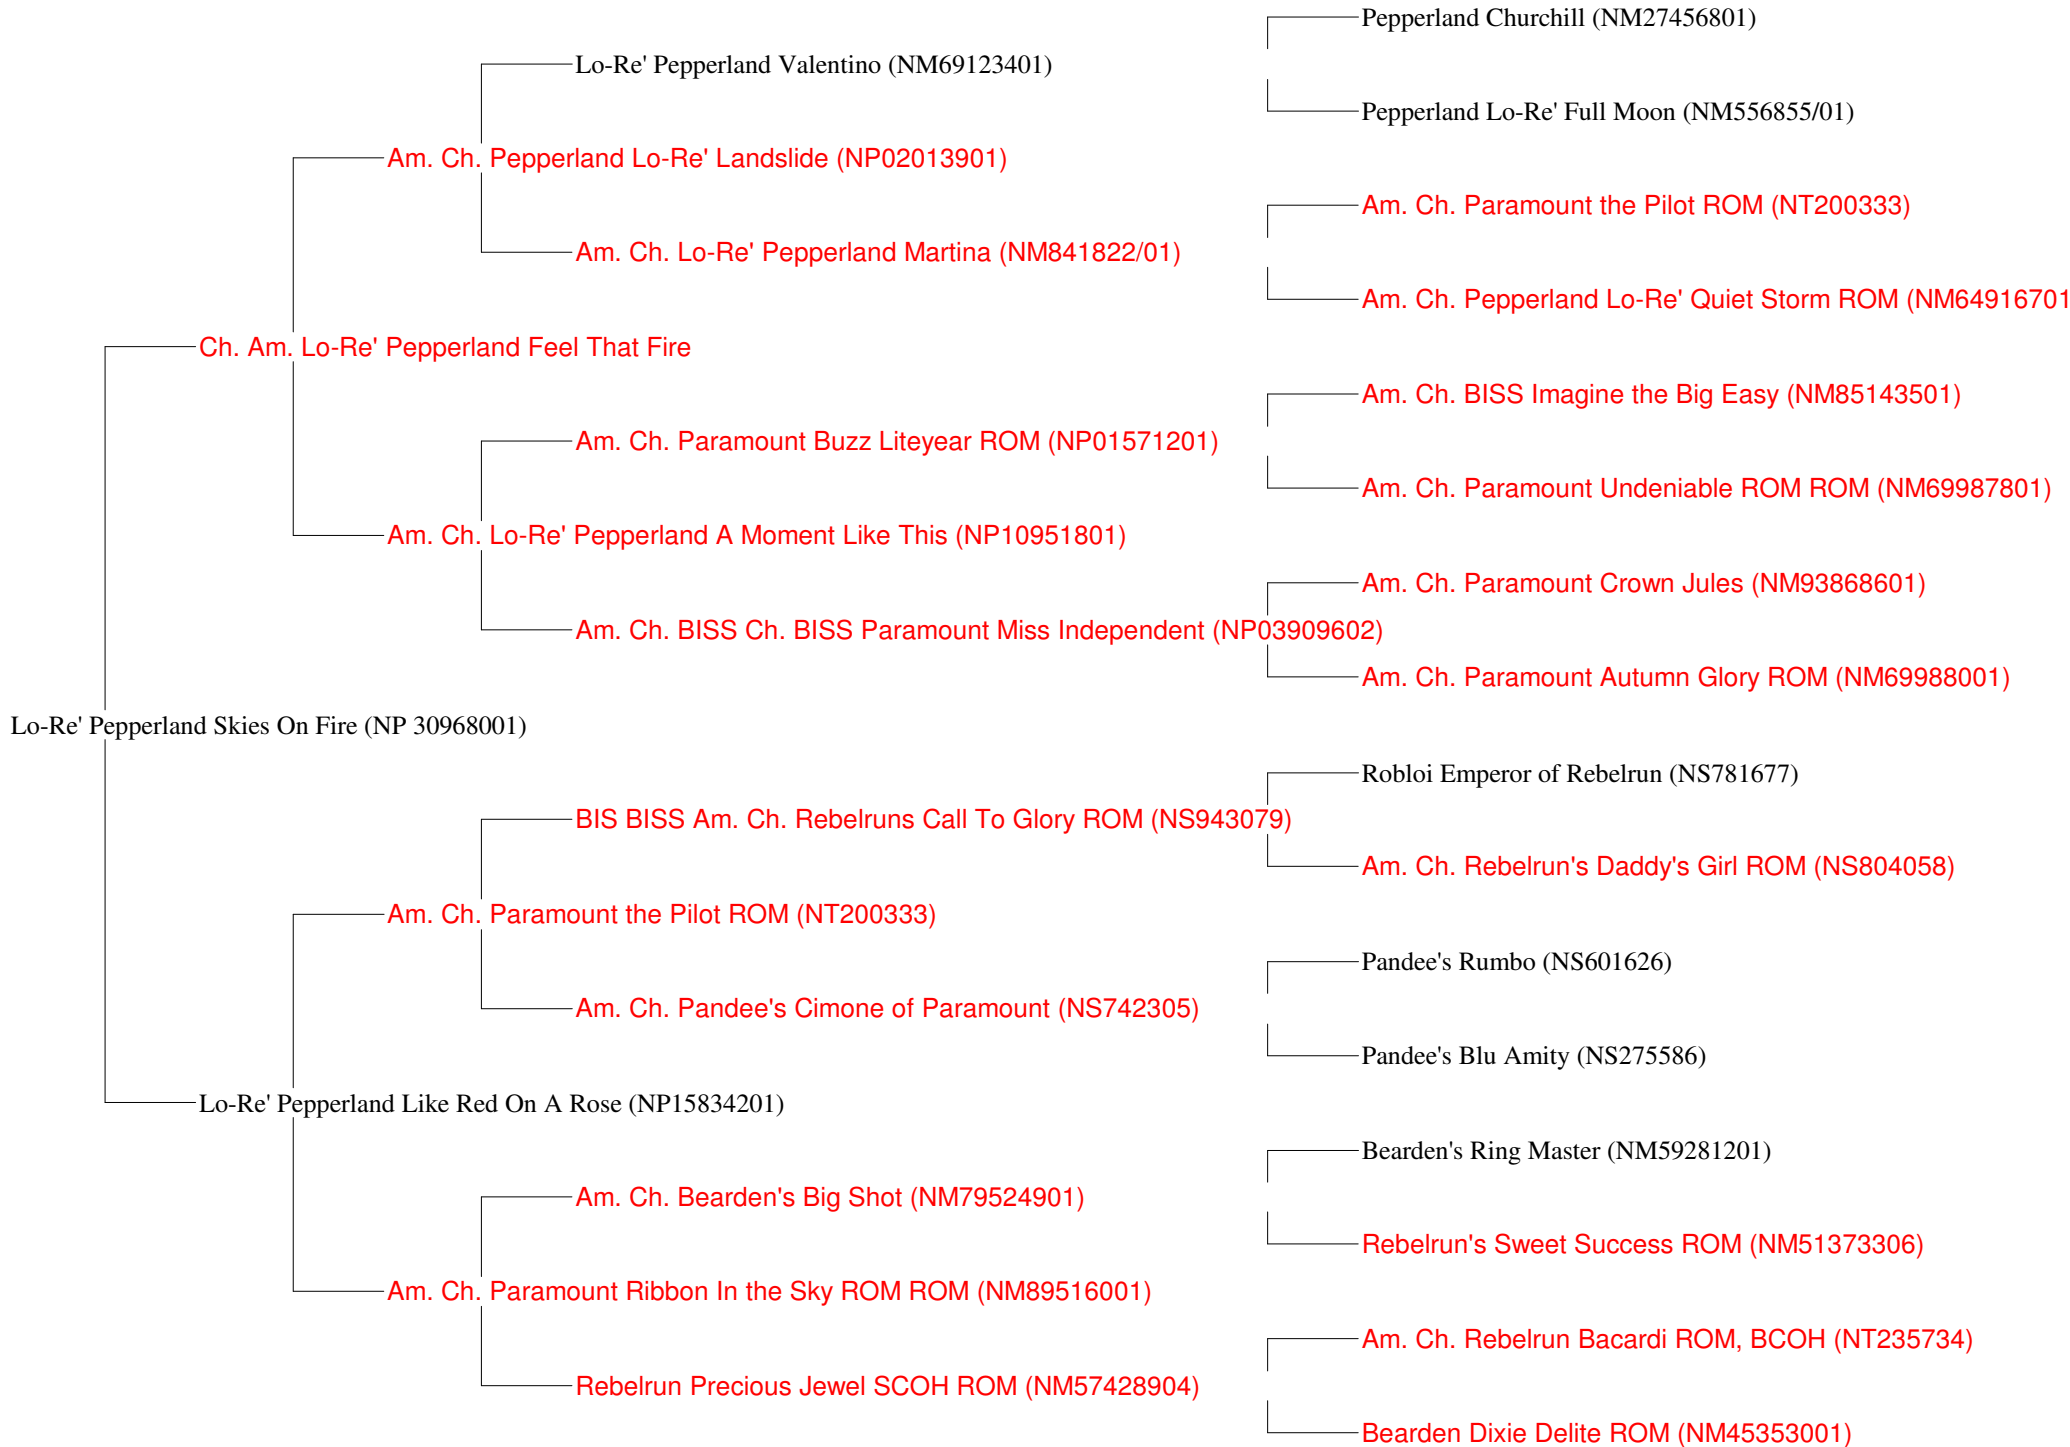 Pepperland Churchill (NM27456801)
Lo-Re' Pepperland Valentino (NM69123401)
Pepperland Lo-Re' Full Moon (NM556855/01)
Am. Ch. Pepperland Lo-Re' Landslide (NP02013901)
Am. Ch. Paramount the Pilot ROM (NT200333)
Am. Ch. Lo-Re' Pepperland Martina (NM841822/01)
Am. Ch. Pepperland Lo-Re' Quiet Storm ROM (NM64916701
Ch. Am. Lo-Re' Pepperland Feel That Fire
Am. Ch. BISS Imagine the Big Easy (NM85143501)
Am. Ch. Paramount Buzz Liteyear ROM (NP01571201)
Am. Ch. Paramount Undeniable ROM ROM (NM69987801)
Am. Ch. Lo-Re' Pepperland A Moment Like This (NP10951801)
Am. Ch. Paramount Crown Jules (NM93868601)
Am. Ch. BISS Ch. BISS Paramount Miss Independent (NP03909602)
Am. Ch. Paramount Autumn Glory ROM (NM69988001)
Lo-Re' Pepperland Skies On Fire (NP 30968001)
Robloi Emperor of Rebelrun (NS781677)
BIS BISS Am. Ch. Rebelruns Call To Glory ROM (NS943079)
Am. Ch. Rebelrun's Daddy's Girl ROM (NS804058)
Am. Ch. Paramount the Pilot ROM (NT200333)
Pandee's Rumbo (NS601626)
Am. Ch. Pandee's Cimone of Paramount (NS742305)
Pandee's Blu Amity (NS275586)
Lo-Re' Pepperland Like Red On A Rose (NP15834201)
Bearden's Ring Master (NM59281201)
Am. Ch. Bearden's Big Shot (NM79524901)
Rebelrun's Sweet Success ROM (NM51373306)
Am. Ch. Paramount Ribbon In the Sky ROM ROM (NM89516001)
Am. Ch. Rebelrun Bacardi ROM, BCOH (NT235734)
Rebelrun Precious Jewel SCOH ROM (NM57428904)
Bearden Dixie Delite ROM (NM45353001)